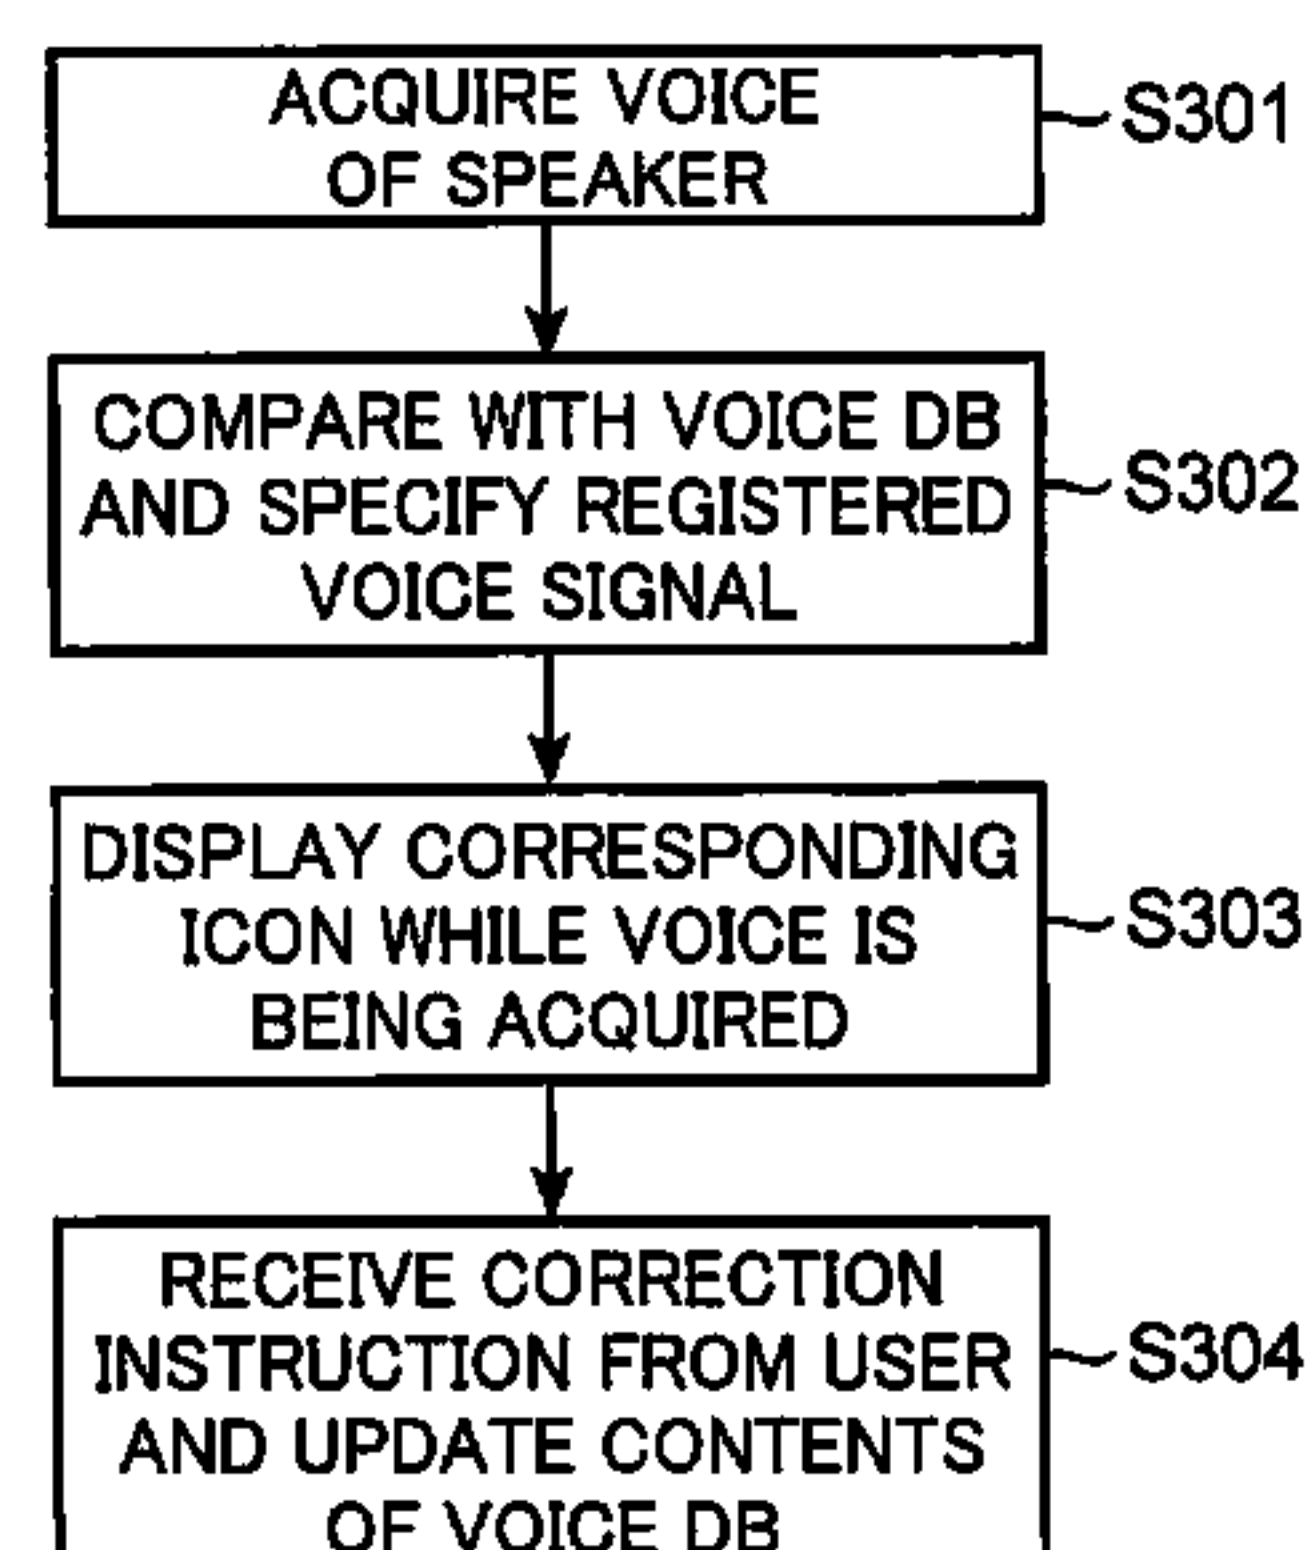 ACQUIRE VOICE
OF SPEAKER
S301
COMPARE WITH VOICE DB
AND SPECIFY REGISTERED
VOICE SIGNAL
S302
DISPLAY CORRESPONDING
ICON WHILE VOICE IS
BEING ACQUIRED
S303
RECEIVE CORRECTION
INSTRUCTION FROM USER
AND UPDATE CONTENTS
OF VOICE DB
S304